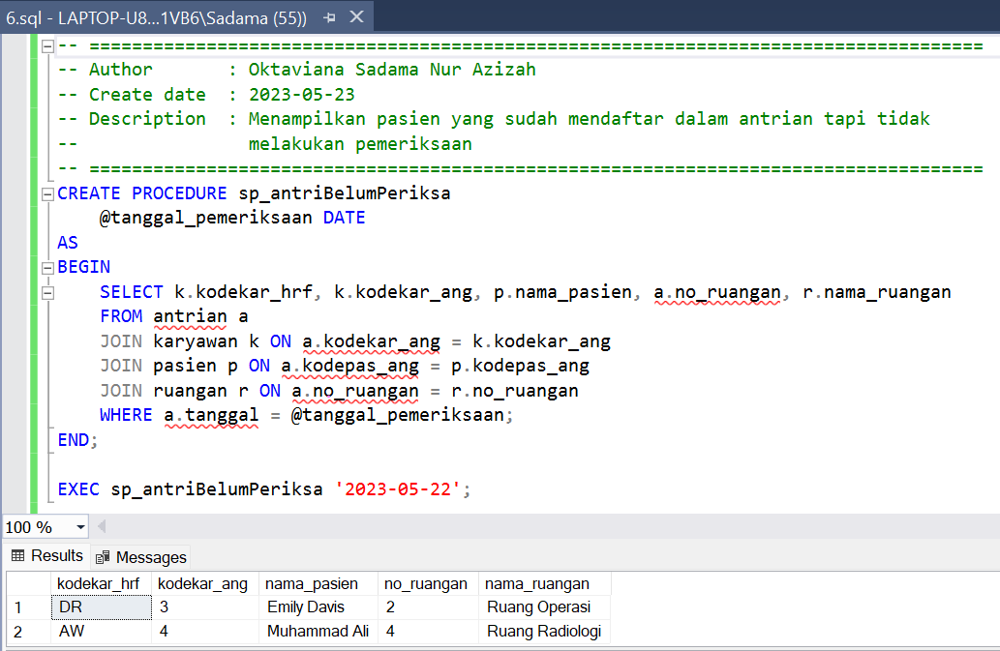 6.sql - LAPTOP-U8...1VB6\Sadama (55))
-- ====================================================================================
-- Author       : Oktaviana Sadama Nur Azizah
-- Create date  : 2023-05-23
-- Description  : Menampilkan pasien yang sudah mendaftar dalam antrian tapi tidak
--                melakukan pemeriksaan
-- ====================================================================================
CREATE PROCEDURE sp_antriBelumPeriksa
    @tanggal_pemeriksaan DATE
AS
BEGIN
    SELECT k.kodekar_hrf, k.kodekar_ang, p.nama_pasien, a.no_ruangan, r.nama_ruangan
    FROM antrian a
    JOIN karyawan k ON a.kodekar_ang = k.kodekar_ang
    JOIN pasien p ON a.kodepas_ang = p.kodepas_ang
    JOIN ruangan r ON a.no_ruangan = r.no_ruangan
    WHERE a.tanggal = @tanggal_pemeriksaan;
END;
EXEC sp_antriBelumPeriksa '2023-05-22';
100 %
Results Messages
kodekar_hrf kodekar_ang nama_pasien no_ruangan nama_ruangan
1 DR 3 Emily Davis 2 Ruang Operasi
2 AW 4 Muhammad Ali 4 Ruang Radiologi